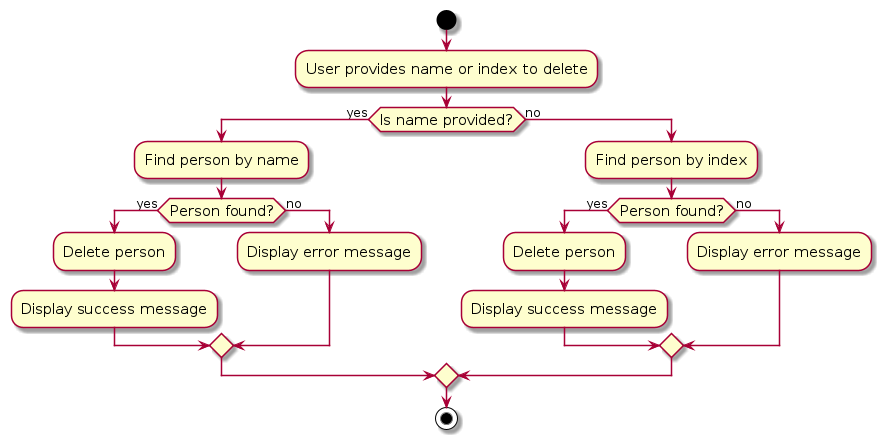 User provides name or index to delete
yes
Is name provided?
no
Find person by name
Find person by index
yes
Person found?
no
yes
Person found?
no
Delete person
Display error message
Delete person
Display error message
Display success message
Display success message